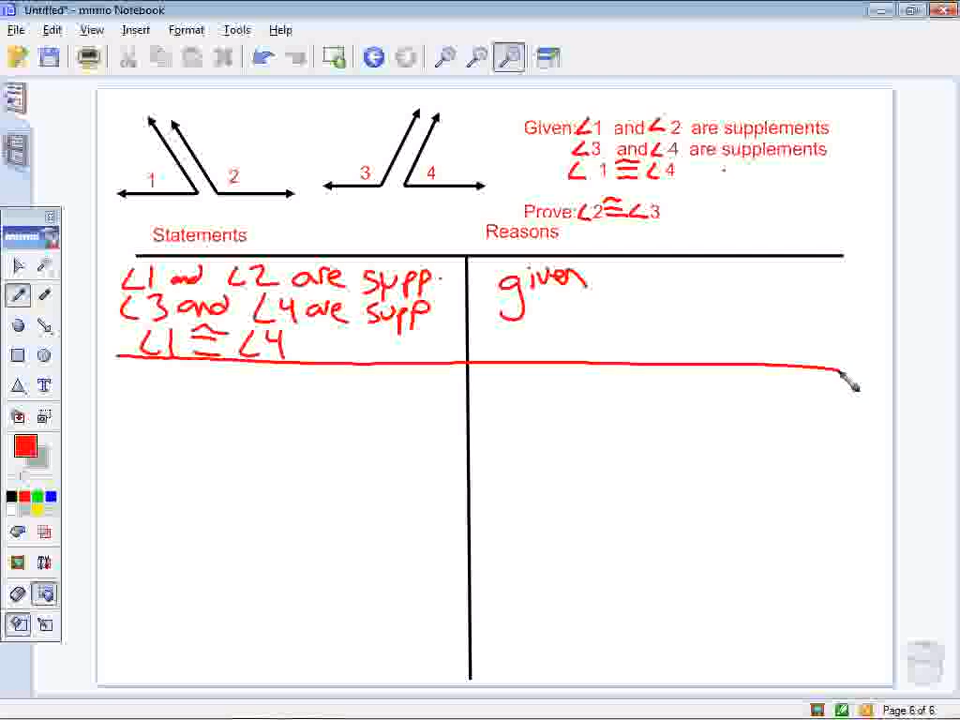 Untitled* - mimio Notebook
File Edit View Insert Format Tools Help
1 2 3 4
Given: ∠1 and ∠2 are supplements
∠3 and ∠4 are supplements
∠1 ≅ ∠4
Prove: ∠2 ≅ ∠3
Statements Reasons
∠1 and ∠2 are supp. given
∠3 and ∠4 are supp
∠1 ≅ ∠4
mimio
Page 6 of 6